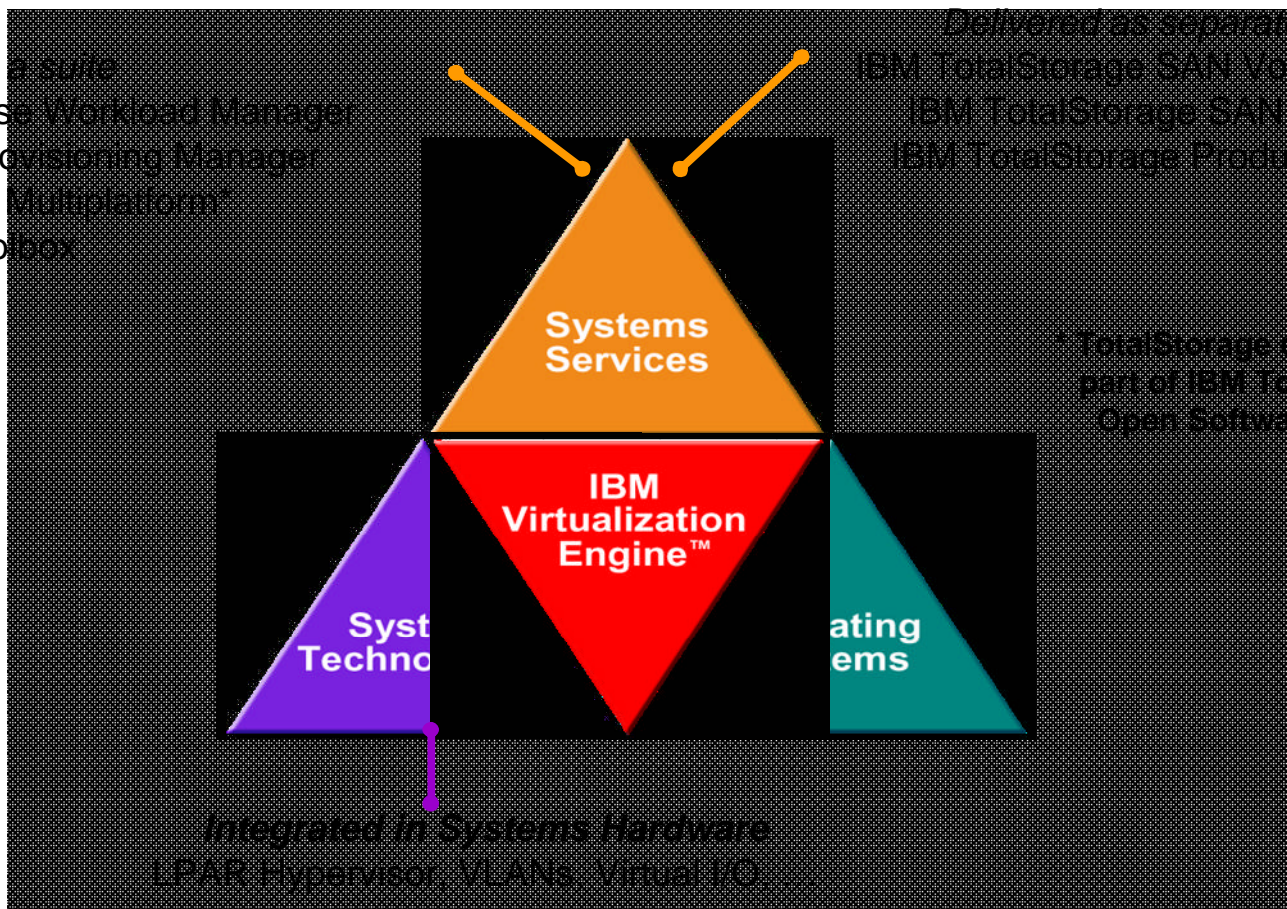 a suite
se Workload Manager
ovisioning Manager
Multiplatform*
olbox
Delivered as separat
IBM TotalStorage SAN Vo
IBM TotalStorage SAN
IBM TotalStorage Produ
Systems
Services
* TotalStorage
part of IBM To
Open Softwa
IBM
Virtualization
Engine™
Syst
Techno
ating
ems
Integrated in Systems Hardware
LPAR Hypervisor, VLANs, Virtual I/O, . .